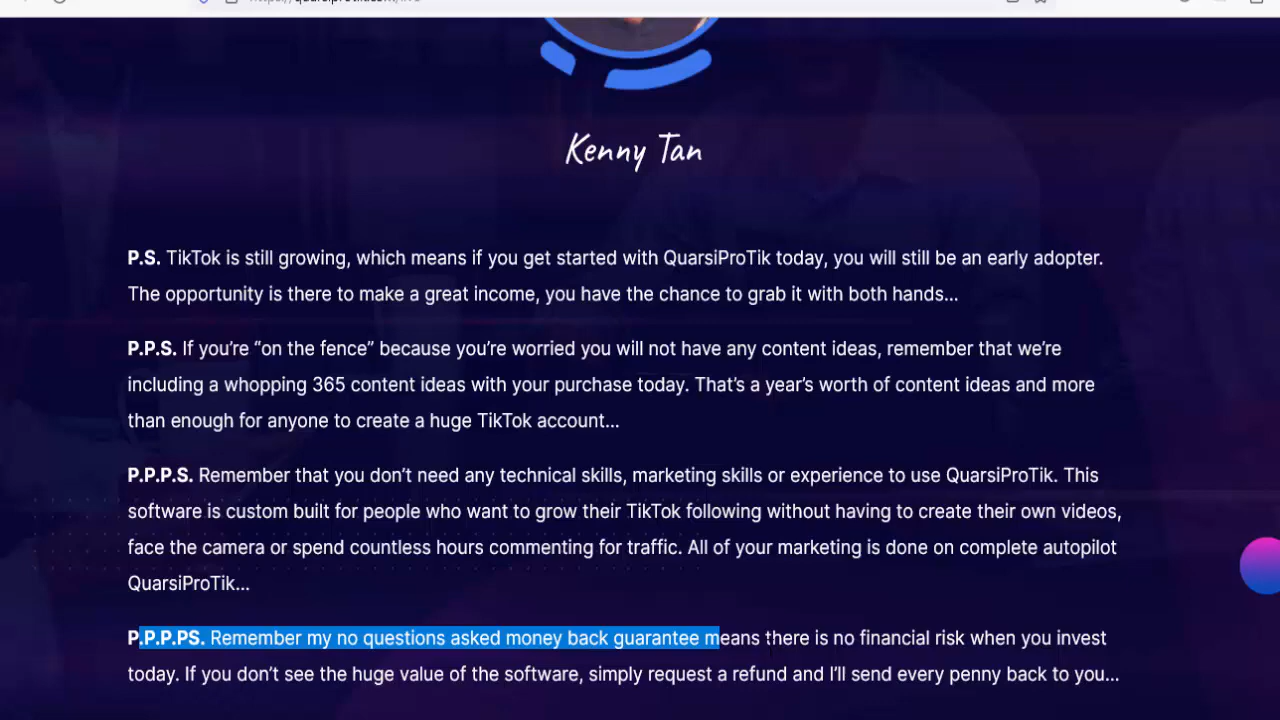 Kenny Tan
P.S. TikTok is still growing, which means if you get started with QuarsiProTik today, you will still be an early adopter.
The opportunity is there to make a great income, you have the chance to grab it with both hands...
P.P.S. If you’re “on the fence” because you’re worried you will not have any content ideas, remember that we’re
including a whopping 365 content ideas with your purchase today. That’s a year’s worth of content ideas and more
than enough for anyone to create a huge TikTok account...
P.P.P.S. Remember that you don’t need any technical skills, marketing skills or experience to use QuarsiProTik. This
software is custom built for people who want to grow their TikTok following without having to create their own videos,
face the camera or spend countless hours commenting for traffic. All of your marketing is done on complete autopilot
QuarsiProTik...
P.P.P.PS. Remember my no questions asked money back guarantee means there is no financial risk when you invest
today. If you don’t see the huge value of the software, simply request a refund and I’ll send every penny back to you...